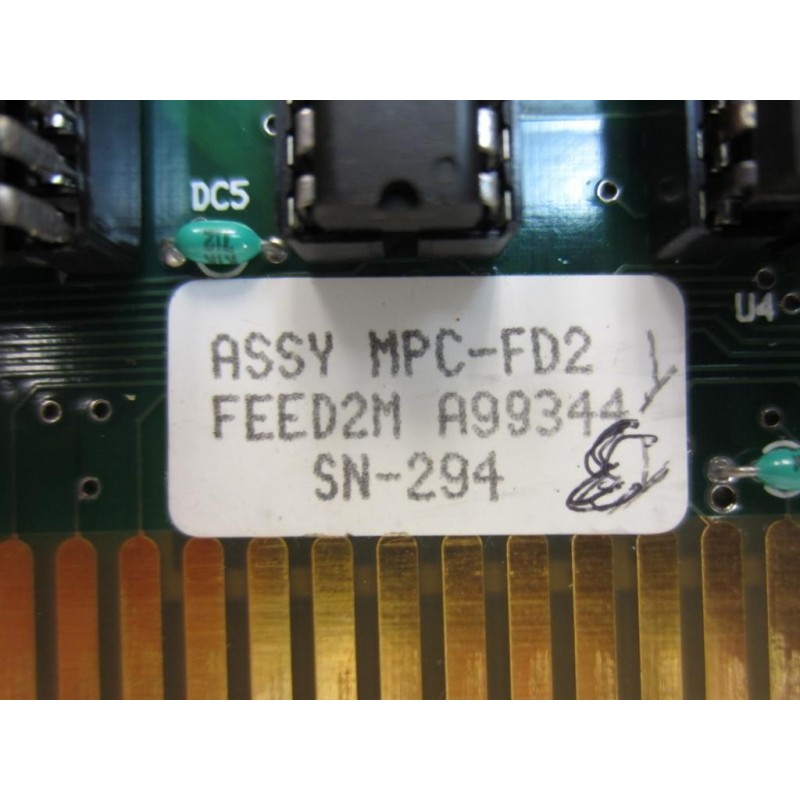 DC5
U4
ASSY MPC-FD2
FEED2M A99344
SN-294